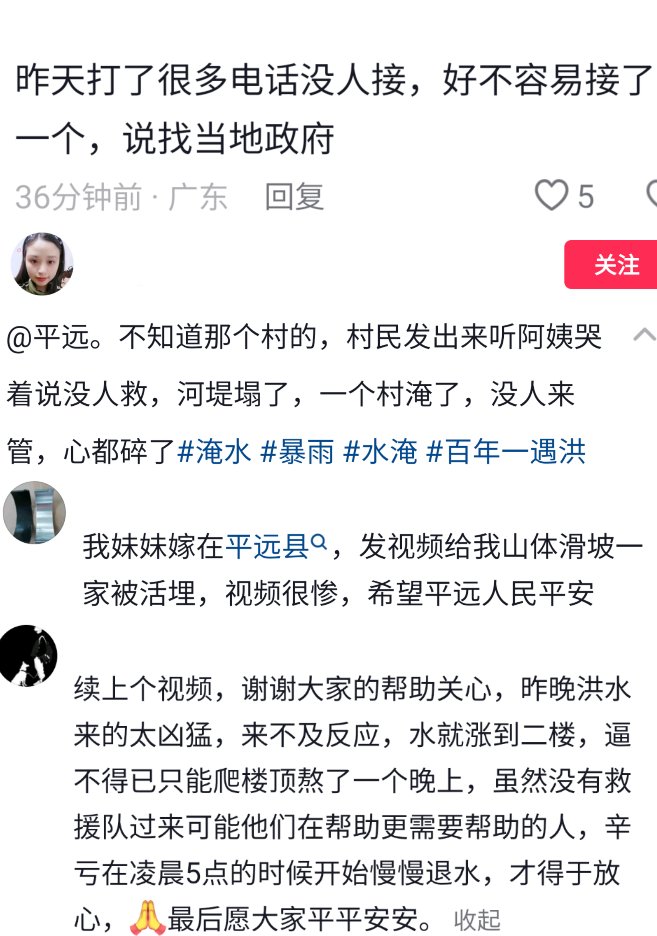 昨天打了很多电话没人接，好不容易接了
一个，说找当地政府
36分钟前 · 广东 回复 5
关注
@平远。不知道那个村的，村民发出来听阿姨哭
着说没人救，河堤塌了，一个村淹了，没人来
管，心都碎了#淹水 #暴雨 #水淹 #百年一遇洪
我妹妹嫁在平远县，发视频给我山体滑坡一
家被活埋，视频很惨，希望平远人民平安
续上个视频，谢谢大家的帮助关心，昨晚洪水
来的太凶猛，来不及反应，水就涨到二楼，逼
不得已只能爬楼顶熬了一个晚上，虽然没有救
援队过来可能他们在帮助更需要帮助的人，辛
亏在凌晨5点的时候开始慢慢退水，才得于放
心，🙏最后愿大家平平安安。 收起